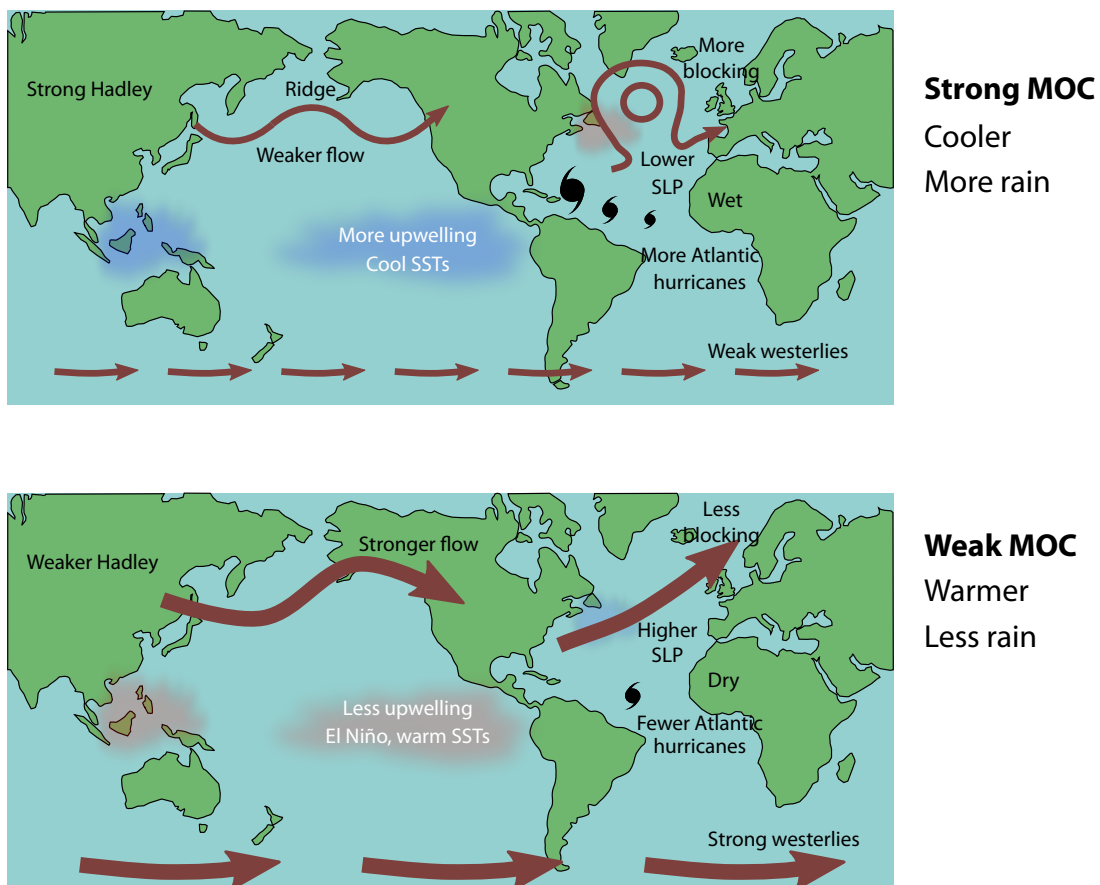 Strong Hadley
Ridge
Weaker flow
More
blocking
Lower
SLP
Wet
More upwelling
Cool SSTs
More Atlantic
hurricanes
Weak westerlies
Strong MOC
Cooler
More rain
Weaker Hadley
Stronger flow
Less
blocking
Higher
SLP
Dry
Less upwelling
El Niño, warm SSTs
Fewer Atlantic
hurricanes
Strong westerlies
Weak MOC
Warmer
Less rain